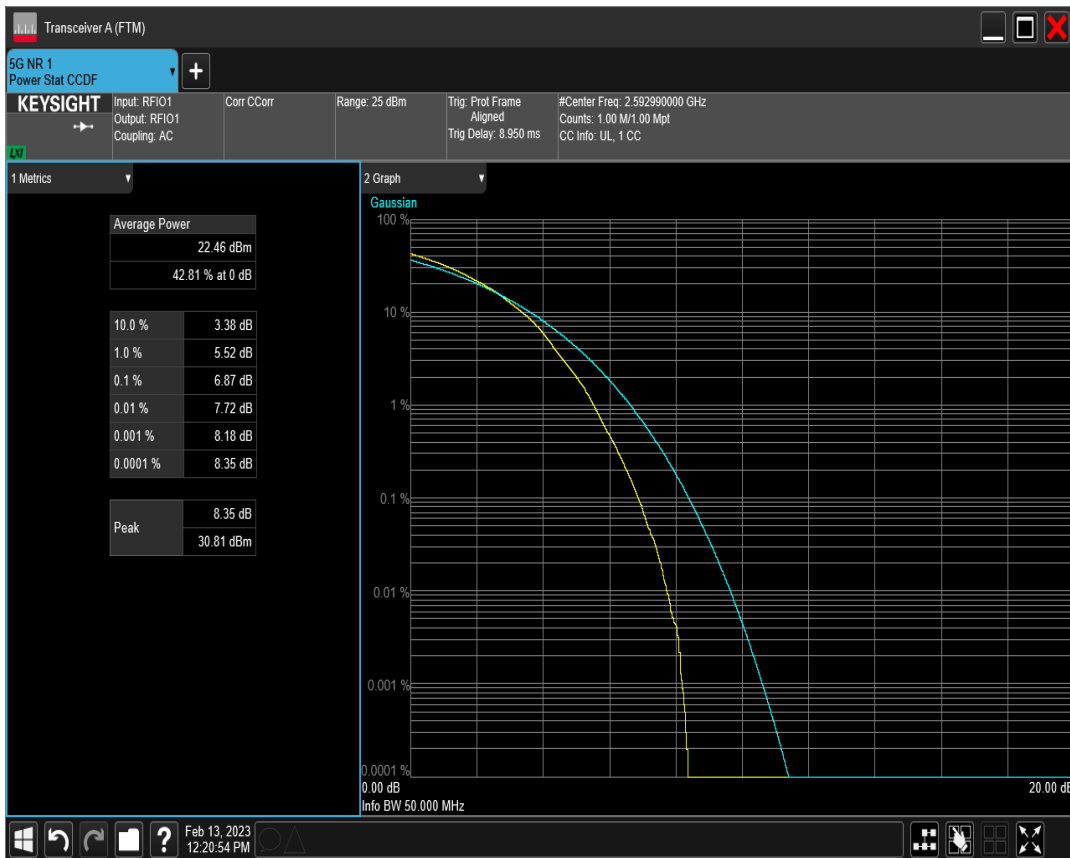 Transceiver A (FTM)
5G NR 1
Power Stat CCDF
+
KEYSIGHT
LXI
Input: RFIO1
Output: RFIO1
Coupling: AC
Corr CCorr
Range: 25 dBm
Trig: Prot Frame
Aligned
Trig Delay: 8.950 ms
#Center Freq: 2.592990000 GHz
Counts: 1.00 M/1.00 Mpt
CC Info: UL, 1 CC
1 Metrics
Average Power
22.46 dBm
42.81 % at 0 dB
10.0 % 3.38 dB
1.0 % 5.52 dB
0.1 % 6.87 dB
0.01 % 7.72 dB
0.001 % 8.18 dB
0.0001 % 8.35 dB
Peak
8.35 dB
30.81 dBm
2 Graph
Gaussian
100 %
10 %
1 %
0.1 %
0.01 %
0.001 %
0.0001 %
0.00 dB 20.00 dB
Info BW 50.000 MHz
?
Feb 13, 2023
12:20:54 PM